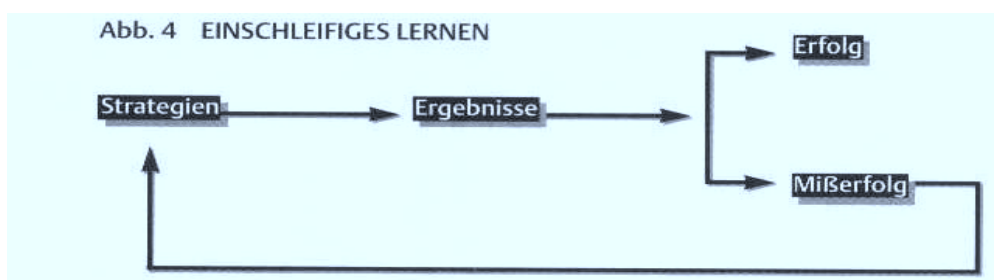 Abb. 4 EINSCHLEIFIGES LERNEN
Erfolg
Strategien
Ergebnisse
Mißerfolg